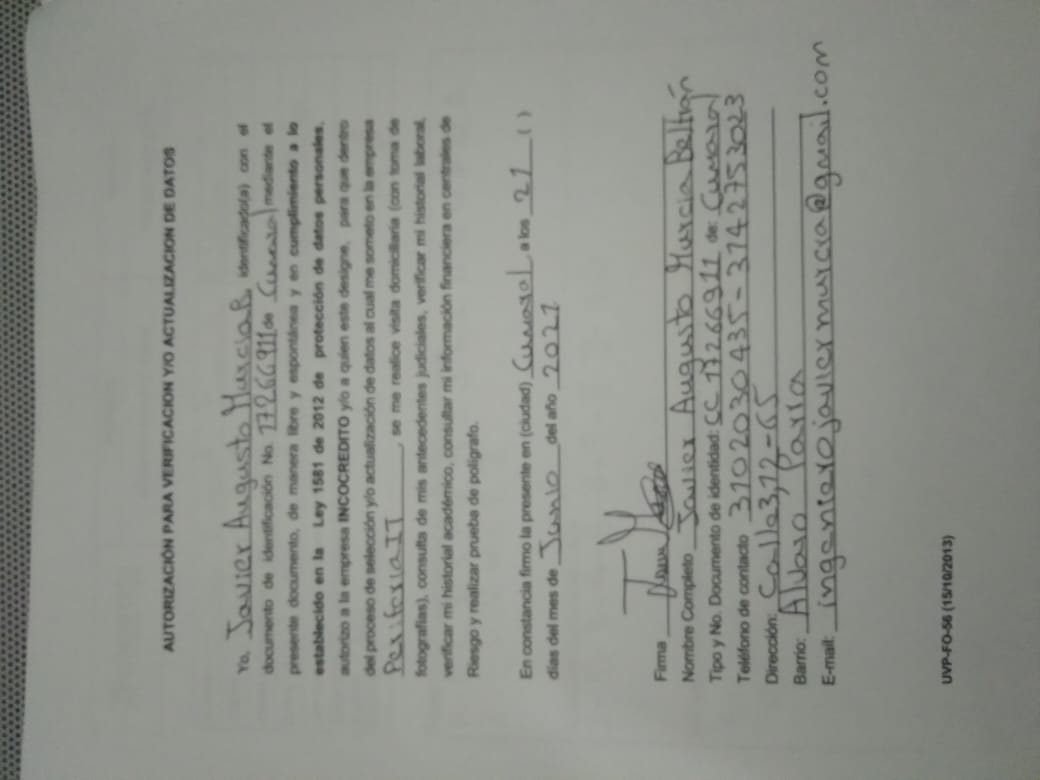 AUTORIZACIÓN PARA VERIFICACION Y/O ACTUALIZACION DE DATOS
Yo, Javier Augusto Murcia B identificado(a) con el
documento de identificación No. 17266911 de Cumaral mediante el
presente documento, de manera libre y espontánea y en cumplimiento a lo
establecido en la Ley 1581 de 2012 de protección de datos personales,
autorizo a la empresa INCOCREDITO y/o a quien este designe, para que dentro
del proceso de selección y/o actualización de datos al cual me someto en la empresa
Periferia IT, se me realice visita domiciliaria (con toma de
fotografías), consulta de mis antecedentes judiciales, verificar mi historial laboral,
verificar mi historial académico, consultar mi información financiera en centrales de
Riesgo y realizar prueba de polígrafo.
En constancia firmo la presente en (ciudad) Cumaral a los 21 ( )
días del mes de Junio del año 2021
Firma
Nombre Completo Javier Augusto Murcia Beltrán
Tipo y No. Documento de identidad: CC 17266911 de: Cumaral
Teléfono de contacto 3102030435-3142753023
Dirección: Calle3,12-65
Barrio: Alvaro Parra
E-mail: ingenierojaviermurcia@gmail.com
UVP-FO-56 (15/10/2013)